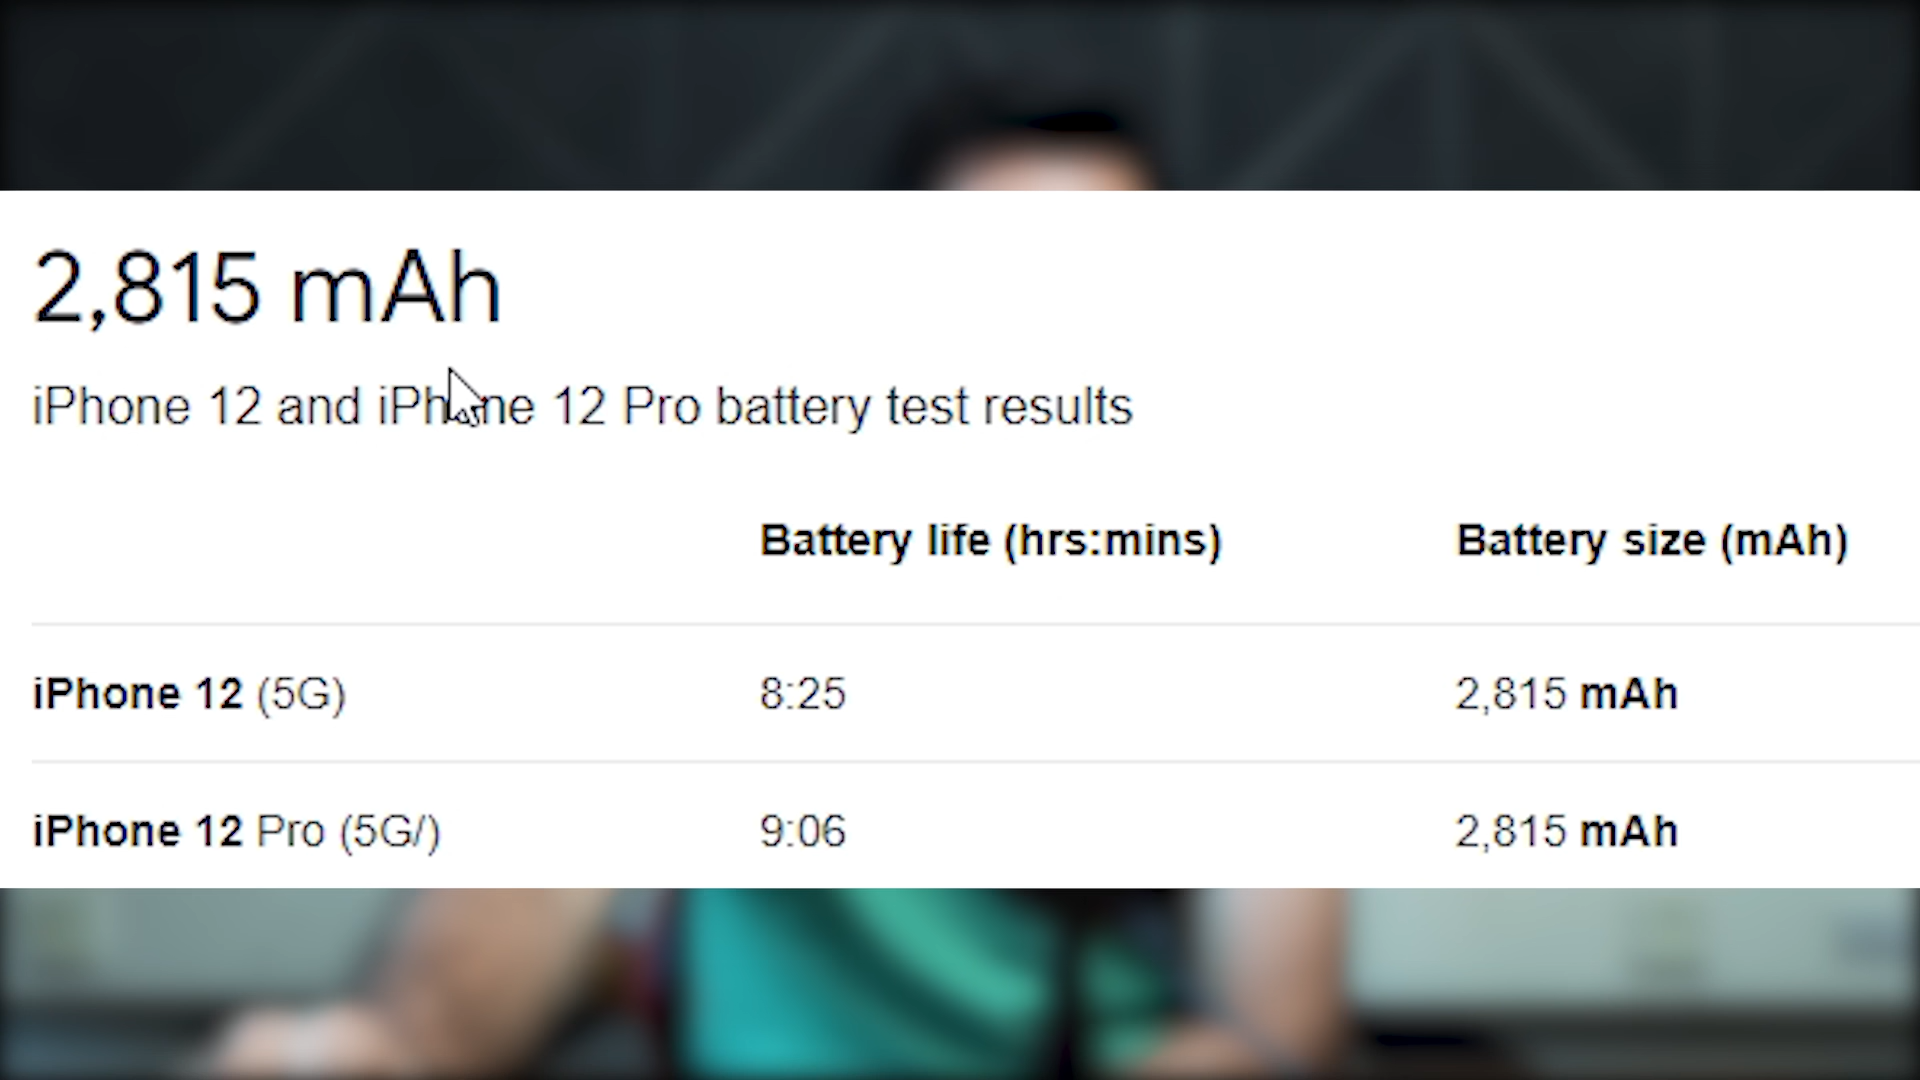 2,815 mAh
iPhone 12 and iPhone 12 Pro battery test results
Battery life (hrs:mins) Battery size (mAh)
iPhone 12 (5G) 8:25 2,815 mAh
iPhone 12 Pro (5G/) 9:06 2,815 mAh